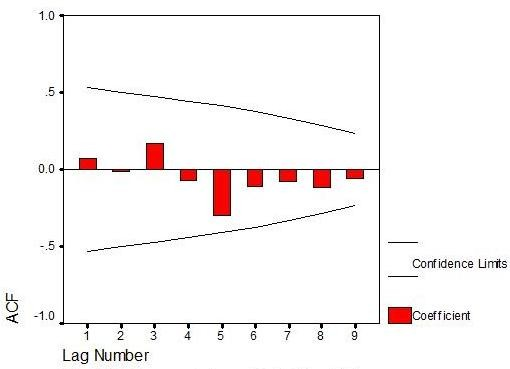 1.0
.5
0.0
-.5
-1.0
ACF
1 2 3 4 5 6 7 8 9
Lag Number
Confidence Limits
Coefficient